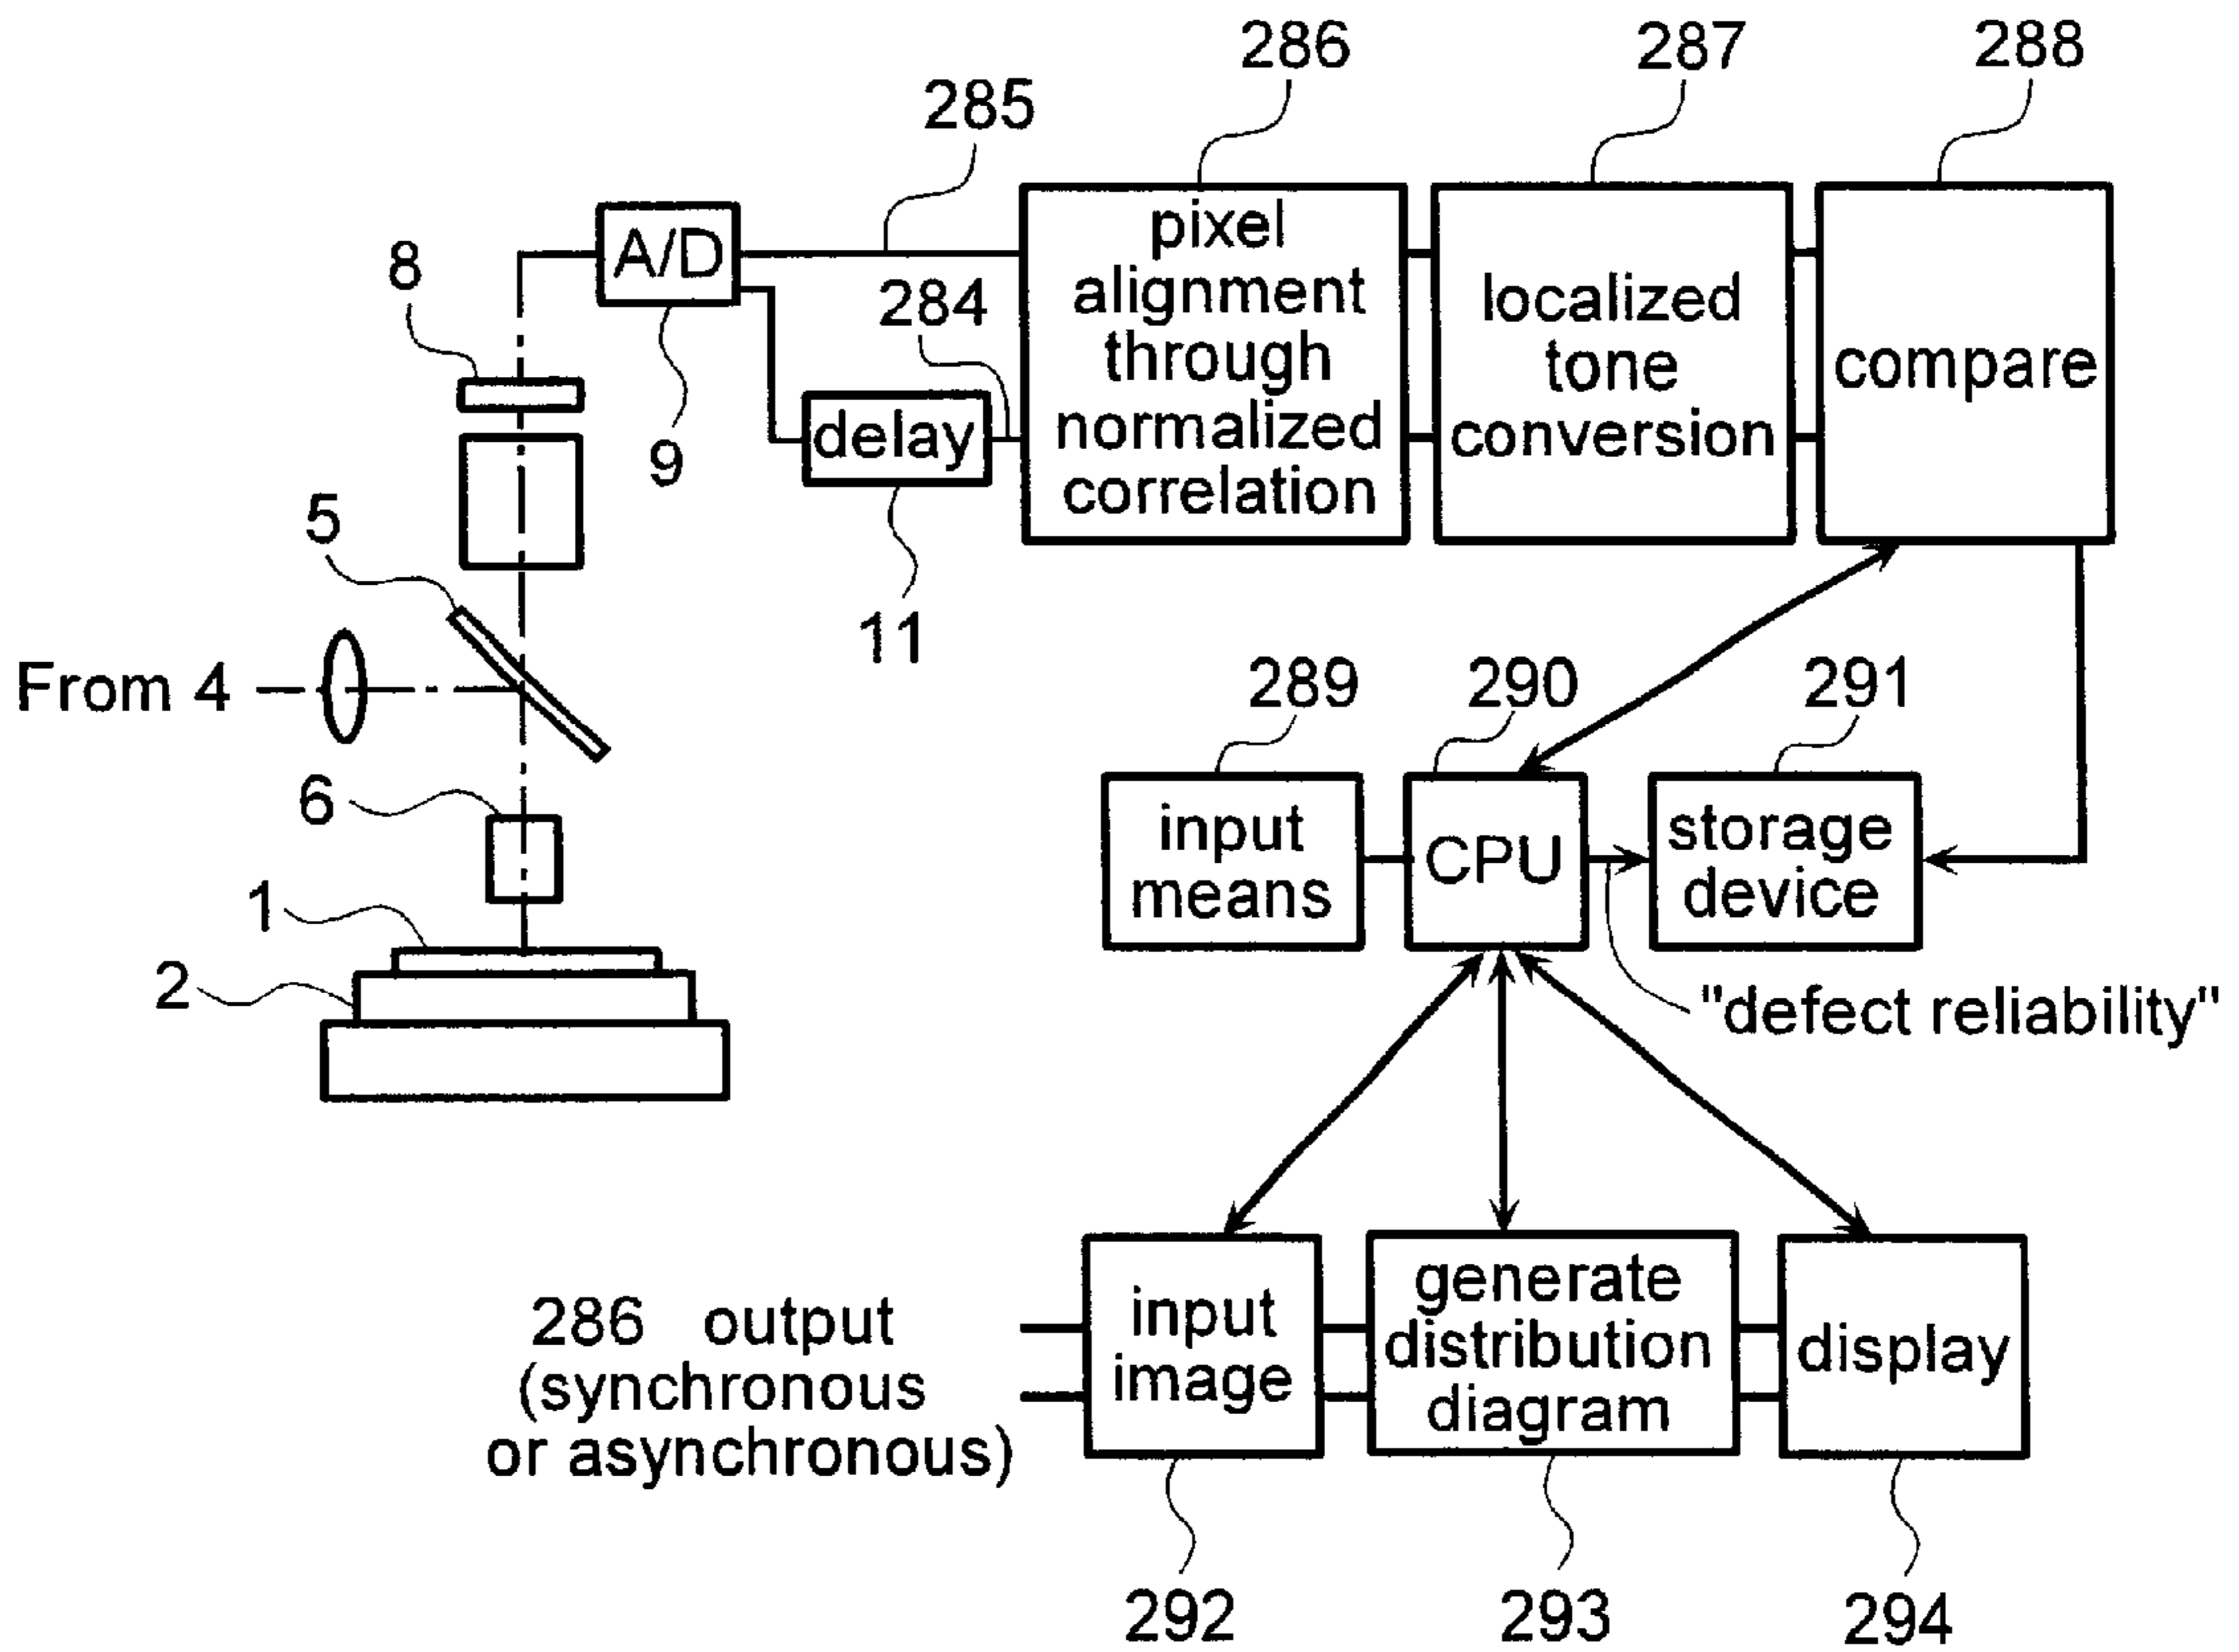 286
287
288
285
8
A/D
284
9
delay
11
pixel
alignment
through
normalized
correlation
localized
tone
conversion
compare
5
From 4
6
1
2
289
290
291
input
means
CPU
storage
device
"defect reliability"
286 output
(synchronous
or asynchronous)
input
image
generate
distribution
diagram
display
292
293
294